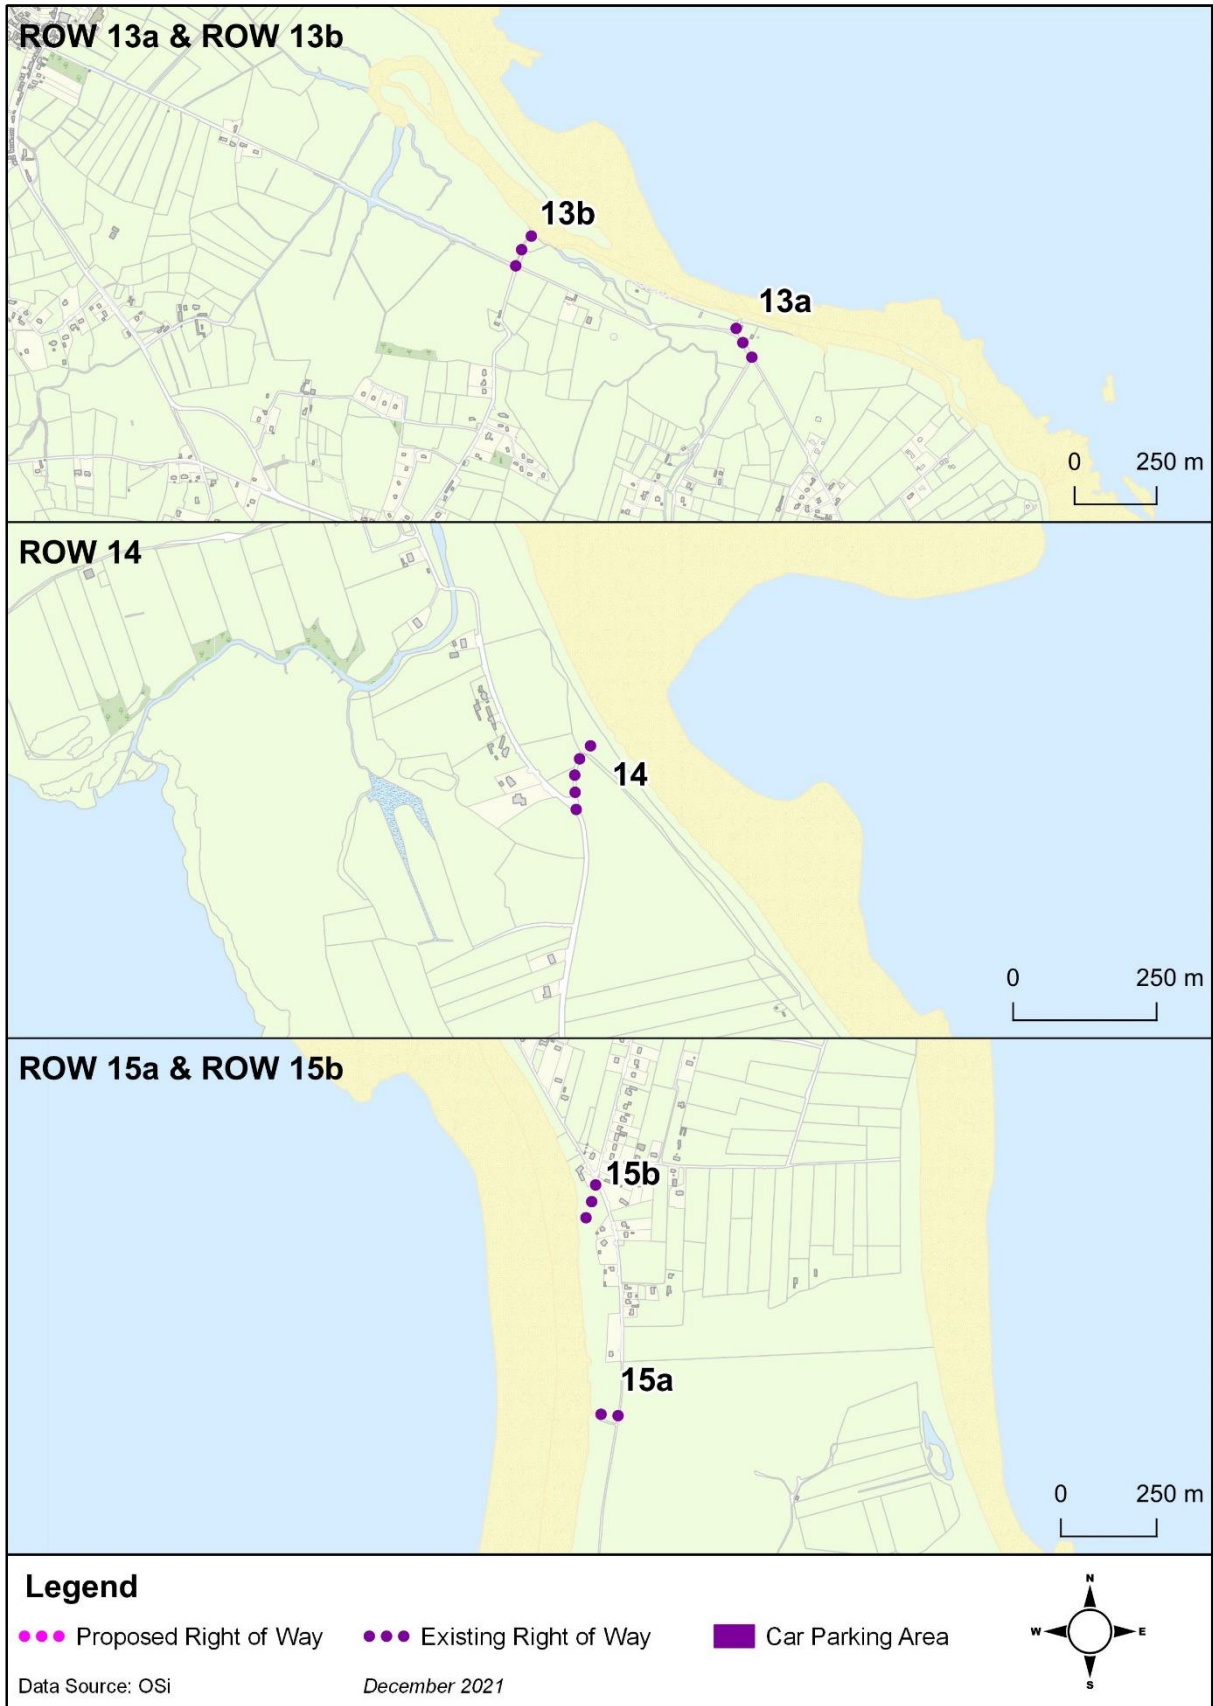 ROW 13a & ROW 13b
13b
13a
0 250 m
ROW 14
14
0 250 m
ROW 15a & ROW 15b
15b
15a
0 250 m
Legend
N
Proposed Right of Way Existing Right of Way Car Parking Area
W E
S
Data Source: OSi December 2021